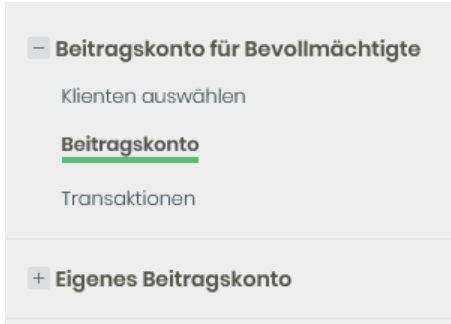 Beitragskonto für Bevollmächtigte
Klienten auswählen
Beitragskonto
Transaktionen
Eigenes Beitragskonto